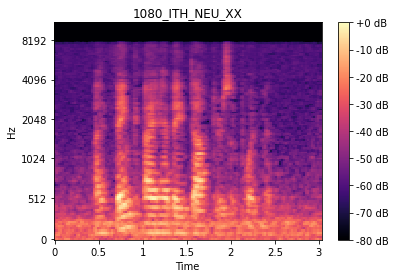 1080_ITH_NEU_XX
8192
4096
2048
1024
512
0
Hz
0
0.5
1
1.5
2
2.5
3
Time
+0 dB
-10 dB
-20 dB
-30 dB
-40 dB
-50 dB
-60 dB
-70 dB
-80 dB